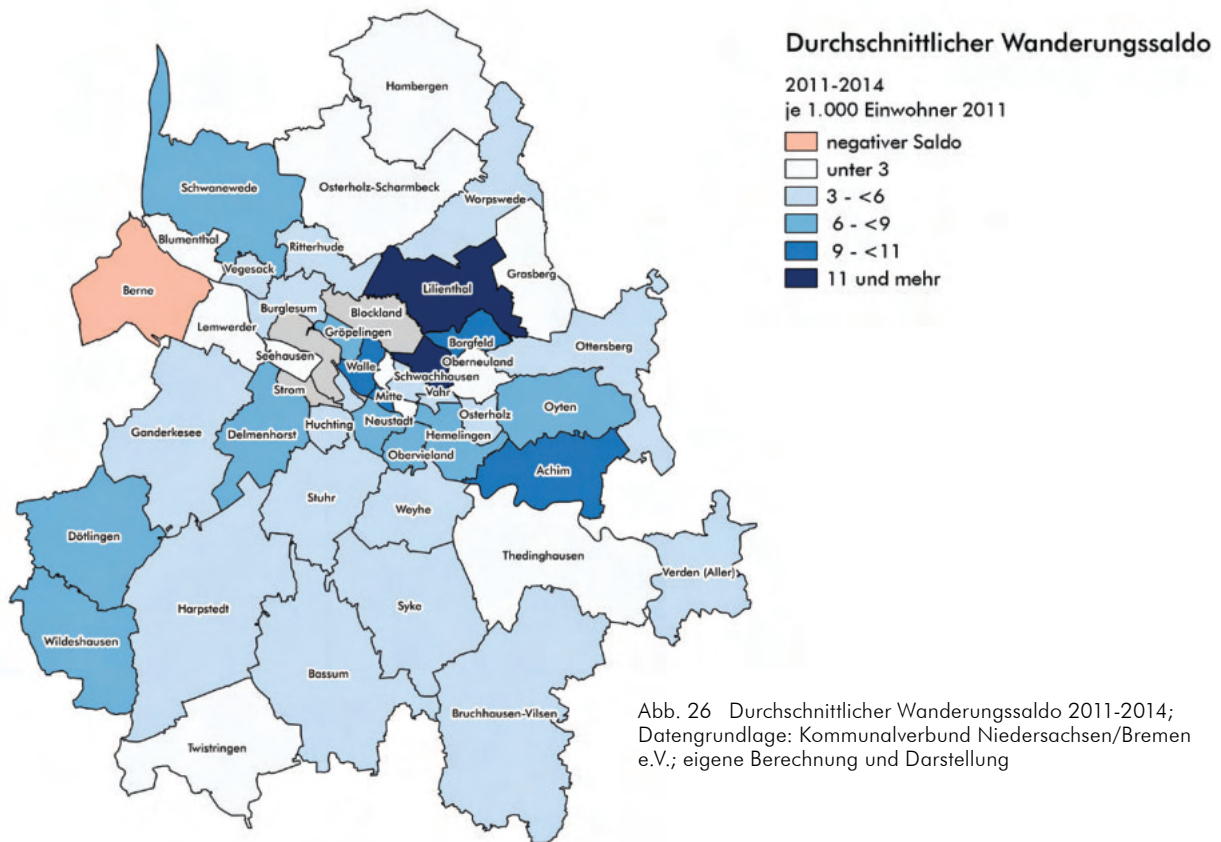 Durchschnittlicher Wanderungssaldo
2011-2014
je 1.000 Einwohner 2011
negativer Saldo
unter 3
3 - <6
6 - <9
9 - <11
11 und mehr
Hambergen
Schwanewede
Osterholz-Scharmbeck
Worpswede
Blumenthal
Ritterhude
Vegesack
Grasberg
Berne
Lilienthal
Burglesum
Blockland
Lemwerder
Gröpelingen
Borgfeld
Ottersberg
Seehausen
Oberneuland
Walle
Schwachhausen
Strom
Vahr
Mitte
Oyten
Osterholz
Ganderkesee
Delmenhorst
Huchting
Neustadt
Hemelingen
Obervieland
Achim
Stuhr
Weyhe
Dötlingen
Thedinghausen
Verden (Aller)
Harpstedt
Syke
Wildeshausen
Bassum
Bruchhausen-Vilsen
Twistringen
Abb. 26 Durchschnittlicher Wanderungssaldo 2011-2014;
Datengrundlage: Kommunalverbund Niedersachsen/Bremen
e.V.; eigene Berechnung und Darstellung